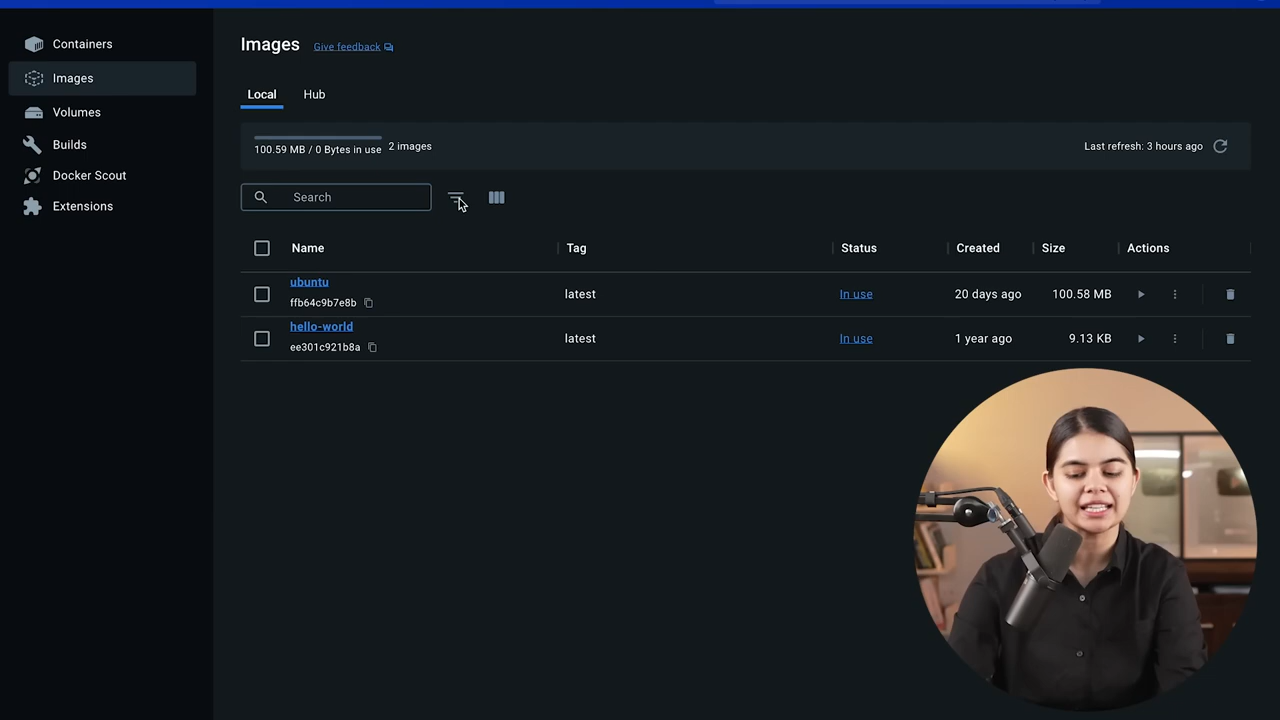 Containers
Images
Volumes
Builds
Docker Scout
Extensions
Images Give feedback
Local Hub
100.59 MB / 0 Bytes in use 2 images Last refresh: 3 hours ago
Search
Name Tag Status Created Size Actions
ubuntu
ffb64c9b7e8b latest In use 20 days ago 100.58 MB
hello-world
ee301c921b8a latest In use 1 year ago 9.13 KB